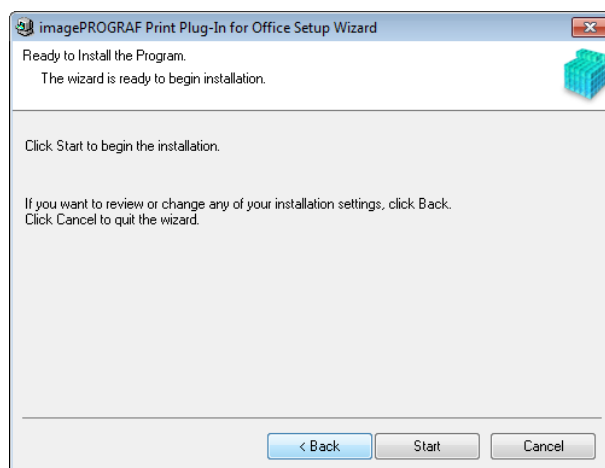 imagePROGRAF Print Plug-In for Office Setup Wizard
Ready to Install the Program.
The wizard is ready to begin installation.
Click Start to begin the installation.
If you want to review or change any of your installation settings, click Back.
Click Cancel to quit the wizard.
< Back
Start
Cancel